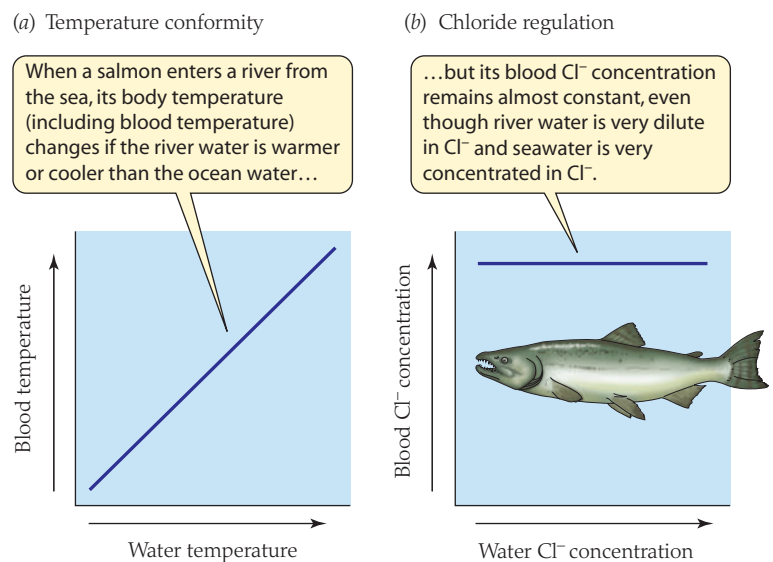 (a) Temperature conformity
When a salmon enters a river from
the sea, its body temperature
(including blood temperature)
changes if the river water is warmer
or cooler than the ocean water…
Blood temperature
Water temperature
(b) Chloride regulation
…but its blood Cl⁻ concentration
remains almost constant, even
though river water is very dilute
in Cl⁻ and seawater is very
concentrated in Cl⁻.
Blood Cl⁻ concentration
Water Cl⁻ concentration